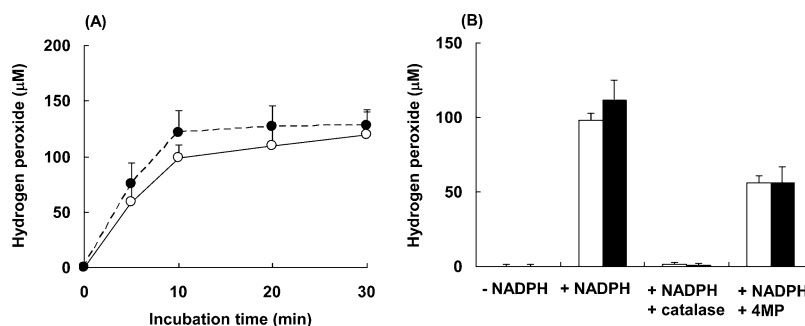 (A)
Hydrogen peroxide (µM)
200
150
100
50
0
0 10 20 30
Incubation time (min)
(B)
Hydrogen peroxide (µM)
150
100
50
0
- NADPH + NADPH + NADPH + NADPH
+ catalase + 4MP